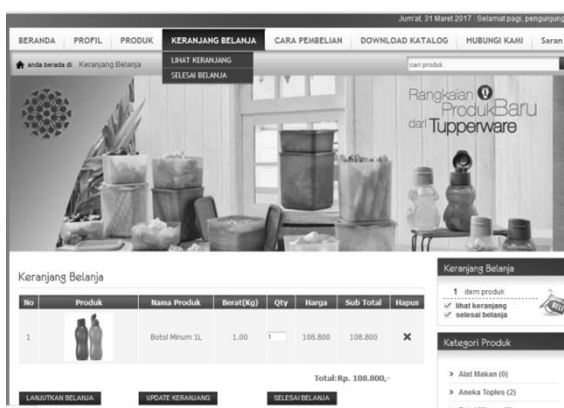 Jum'at, 31 Maret 2017 · Selamat pagi, pengunjung
BERANDA PROFIL PRODUK KERANJANG BELANJA CARA PEMBELIAN DOWNLOAD KATALOG HUBUNGI KAMI Saran
anda berada di: Keranjang Belanja
LIHAT KERANJANG
SELESAI BELANJA
cari produk
Rangkaian
Produk Baru
dari Tupperware
Keranjang Belanja
No Produk Nama Produk Berat(Kg) Qty Harga Sub Total Hapus
1 Botol Minum 1L 1.00 1 108.800 108.800
Total:Rp. 108.800,-
LANJUTKAN BELANJA UPDATE KERANJANG SELESAI BELANJA
Keranjang Belanja
1 item produk
lihat keranjang
selesai belanja
Kategori Produk
Alat Makan (0)
Aneka Toples (2)